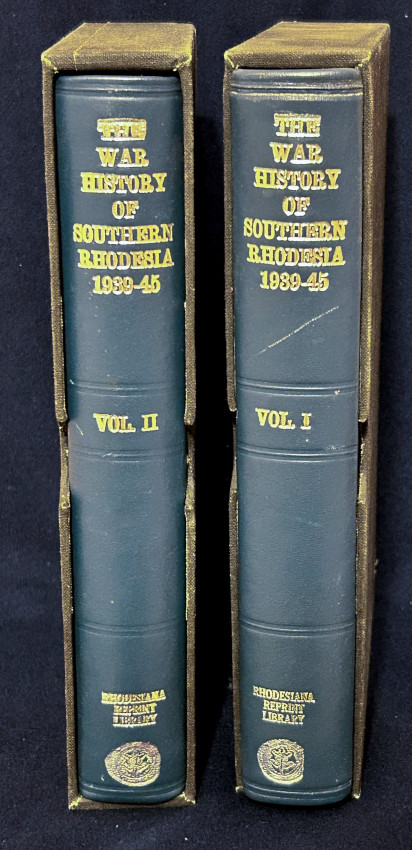 THE
WAR
HISTORY
OF
SOUTHERN
RHODESIA
1939-45
VOL. II
RHODESIANA
REPRINT
LIBRARY
THE
WAR
HISTORY
OF
SOUTHERN
RHODESIA
1939-45
VOL. I
RHODESIANA
REPRINT
LIBRARY